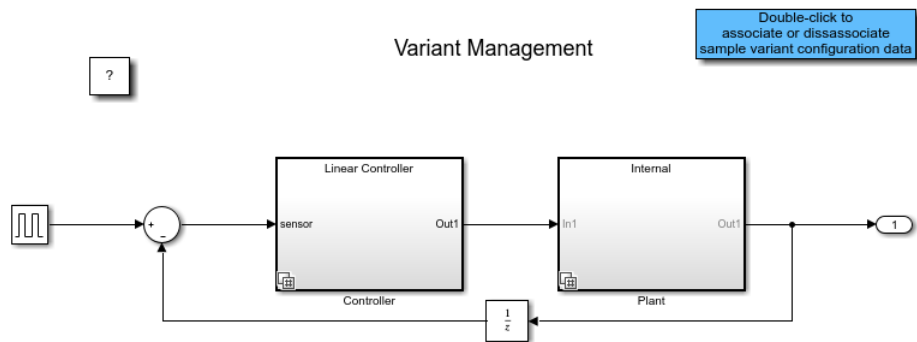 Double-click to
associate or dissassociate
sample variant configuration data
Variant Management
?
Linear Controller
Internal
+
−
sensor
Out1
In1
Out1
1
Controller
Plant
1
z